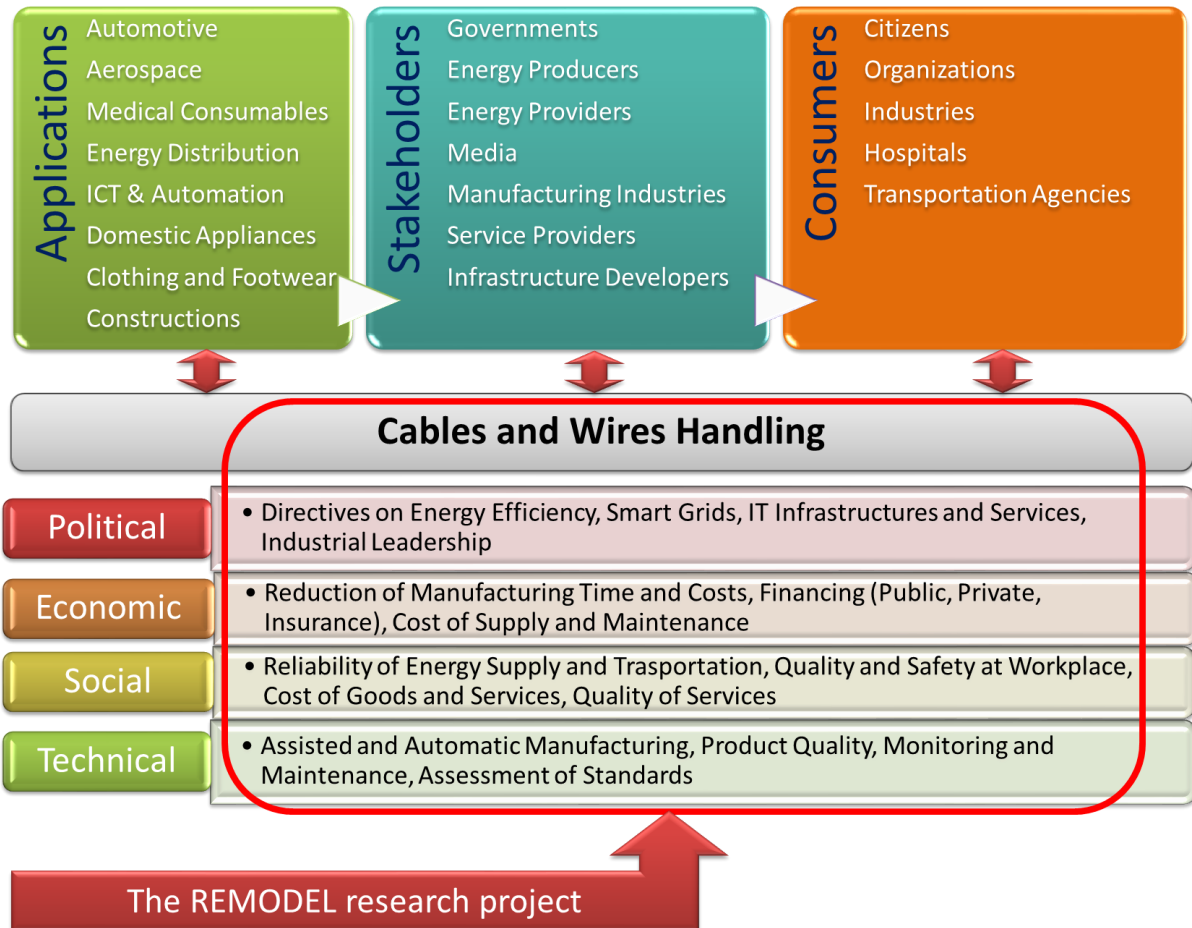 Applications
Automotive
Aerospace
Medical Consumables
Energy Distribution
ICT & Automation
Domestic Appliances
Clothing and Footwear
Constructions
Stakeholders
Governments
Energy Producers
Energy Providers
Media
Manufacturing Industries
Service Providers
Infrastructure Developers
Consumers
Citizens
Organizations
Industries
Hospitals
Transportation Agencies
Cables and Wires Handling
Political
• Directives on Energy Efficiency, Smart Grids, IT Infrastructures and Services,
Industrial Leadership
Economic
• Reduction of Manufacturing Time and Costs, Financing (Public, Private,
Insurance), Cost of Supply and Maintenance
Social
• Reliability of Energy Supply and Trasportation, Quality and Safety at Workplace,
Cost of Goods and Services, Quality of Services
Technical
• Assisted and Automatic Manufacturing, Product Quality, Monitoring and
Maintenance, Assessment of Standards
The REMODEL research project